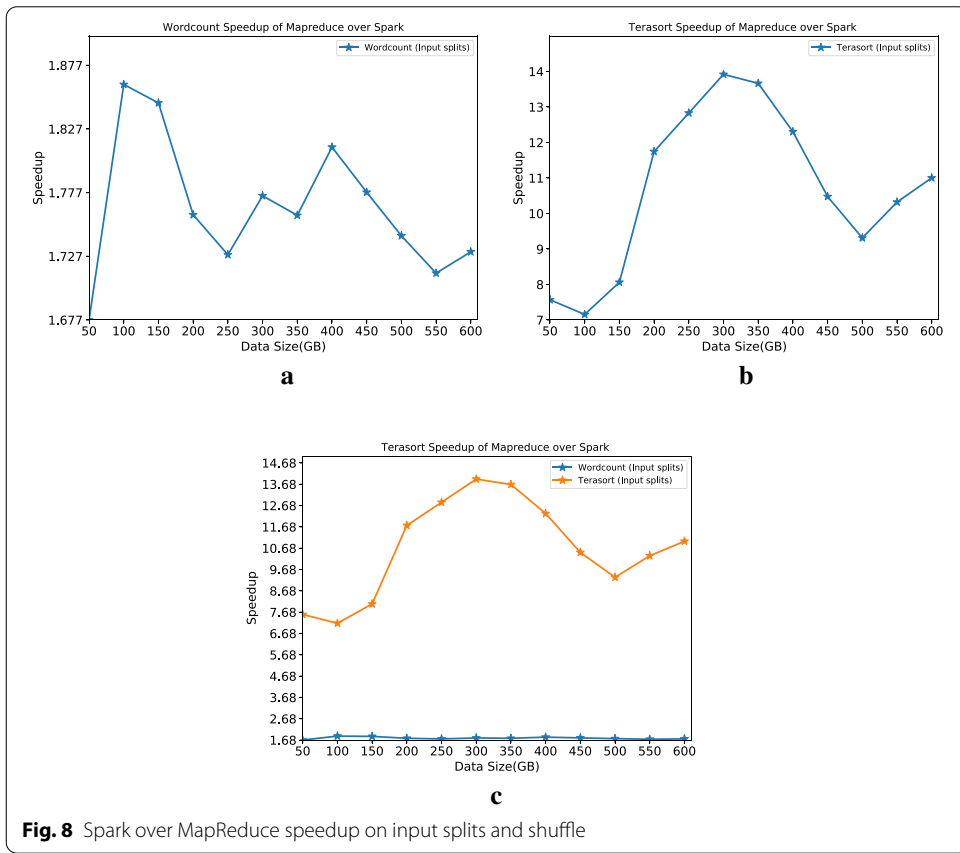 Wordcount Speedup of Mapreduce over Spark
Wordcount (Input splits)
1.877
1.827
1.777
1.727
1.677
Speedup
50 100 150 200 250 300 350 400 450 500 550 600
Data Size(GB)
a
Terasort Speedup of Mapreduce over Spark
Terasort (Input splits)
14
13
12
11
10
9
8
7
Speedup
50 100 150 200 250 300 350 400 450 500 550 600
Data Size(GB)
b
Terasort Speedup of Mapreduce over Spark
Wordcount (Input splits)
Terasort (Input splits)
14.68
13.68
12.68
11.68
10.68
9.68
8.68
7.68
6.68
5.68
4.68
3.68
2.68
1.68
Speedup
50 100 150 200 250 300 350 400 450 500 550 600
Data Size(GB)
c
Fig. 8 Spark over MapReduce speedup on input splits and shuffle